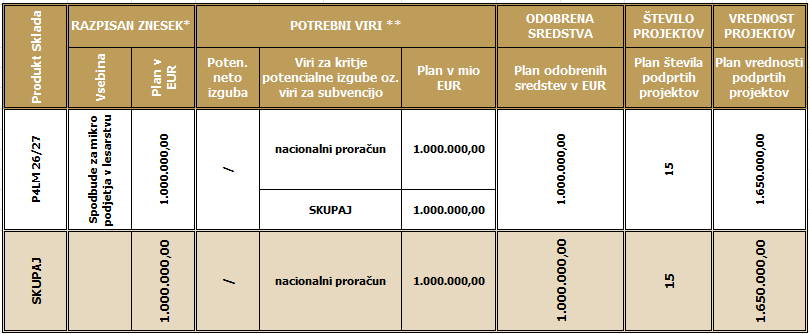 Produkt Sklada
RAZPISAN ZNESEK*
POTREBNI VIRI **
ODOBRENA
SREDSTVA
ŠTEVILO
PROJEKTOV
VREDNOST
PROJEKTOV
Vsebina
Plan v
EUR
Poten.
neto
izguba
Viri za kritje
potencialne izgube oz.
viri za subvencijo
Plan v mio
EUR
Plan odobrenih
sredstev v EUR
Plan števila
podprtih
projektov
Plan vrednosti
podprtih
projektov
P4LM 26/27
Spodbude za mikro
podjetja v lesarstvu
1.000.000,00
/
nacionalni proračun
1.000.000,00
SKUPAJ
1.000.000,00
1.000.000,00
15
1.650.000,00
SKUPAJ
1.000.000,00
/
nacionalni proračun
1.000.000,00
1.000.000,00
15
1.650.000,00